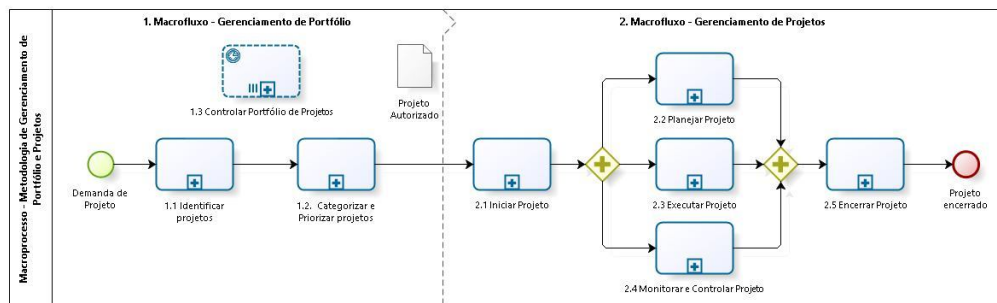 Macroprocesso - Metodologia de Gerenciamento de
Portfólio e Projetos
1. Macrofluxo - Gerenciamento de Portfólio
2. Macrofluxo - Gerenciamento de Projetos
1.3 Controlar Portfólio de Projetos
Projeto
Autorizado
2.2 Planejar Projeto
Demanda de
Projeto
1.1 Identificar
projetos
1.2. Categorizar e
Priorizar projetos
2.1 Iniciar Projeto
2.3 Executar Projeto
2.5 Encerrar Projeto
Projeto
encerrado
2.4 Monitorar e Controlar Projeto